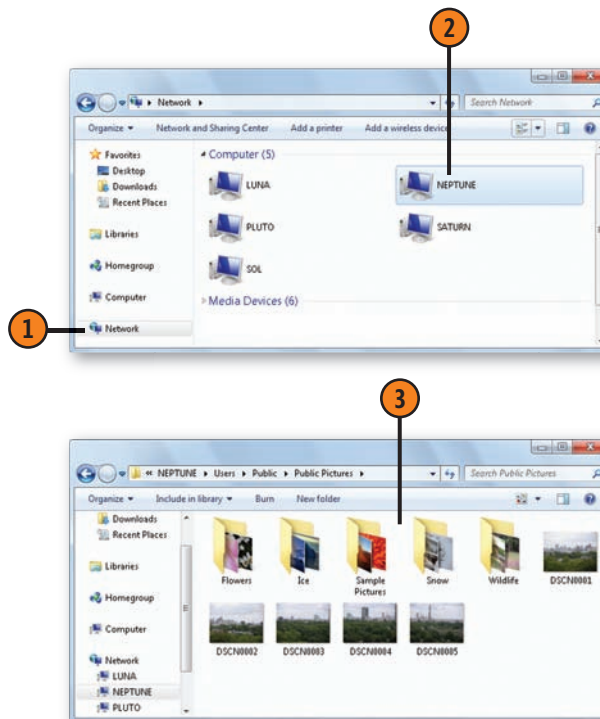 2
Network
Search Network
Organize Network and Sharing Center Add a printer Add a wireless device
Favorites
Desktop
Downloads
Recent Places
Libraries
Homegroup
Computer
Network
Computer (5)
LUNA NEPTUNE
PLUTO SATURN
SOL
Media Devices (6)
1
3
« NEPTUNE Users Public Public Pictures
Search Public Pictures
Organize Include in library Burn New folder
Downloads
Recent Places
Libraries
Homegroup
Computer
Network
LUNA
NEPTUNE
PLUTO
Flowers Ice Sample Snow Wildlife DSCN0001
Pictures
DSCN0002 DSCN0003 DSCN0004 DSCN0005